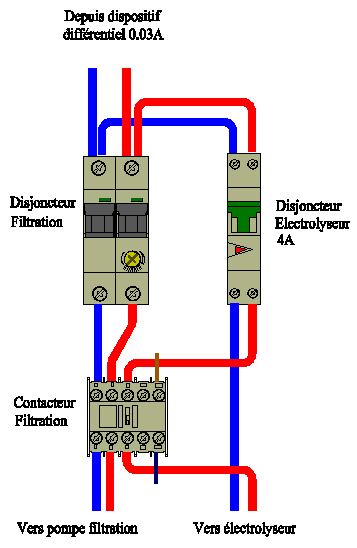 Depuis dispositif
différentiel 0.03A
Disjoncteur
Filtration
Disjoncteur
Electrolyseur
4A
Contacteur
Filtration
Vers pompe filtration
Vers électrolyseur